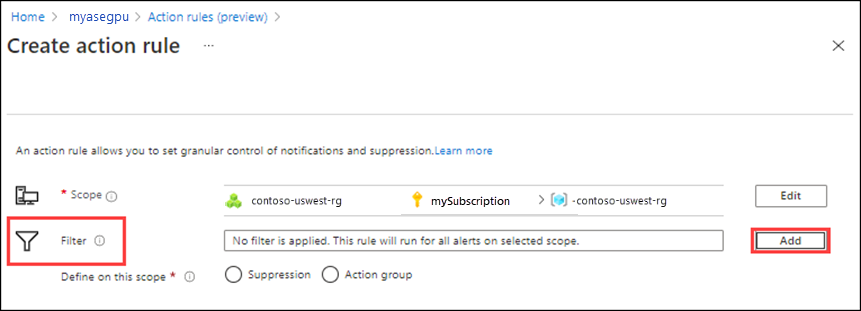 Home > myasegpu > Action rules (preview) >
Create action rule ...
An action rule allows you to set granular control of notifications and suppression.Learn more
* Scope contoso-uswest-rg mySubscription > contoso-uswest-rg Edit
Filter No filter is applied. This rule will run for all alerts on selected scope. Add
Define on this scope * Suppression Action group